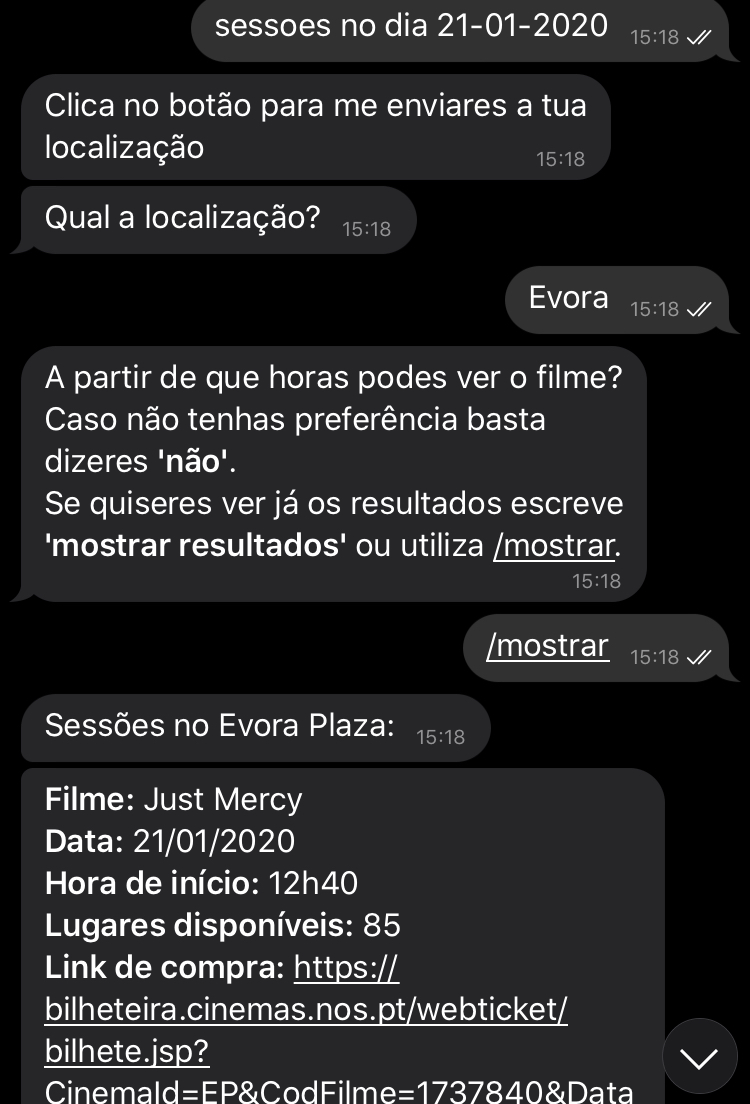 sessoes no dia 21-01-2020 15:18
Clica no botão para me enviares a tua
localização 15:18
Qual a localização? 15:18
Evora 15:18
A partir de que horas podes ver o filme?
Caso não tenhas preferência basta
dizeres 'não'.
Se quiseres ver já os resultados escreve
'mostrar resultados' ou utiliza /mostrar.
15:18
/mostrar 15:18
Sessões no Evora Plaza: 15:18
Filme: Just Mercy
Data: 21/01/2020
Hora de início: 12h40
Lugares disponíveis: 85
Link de compra: https://
bilheteira.cinemas.nos.pt/webticket/
bilhete.jsp?
CinemaId=EP&CodFilme=1737840&Data